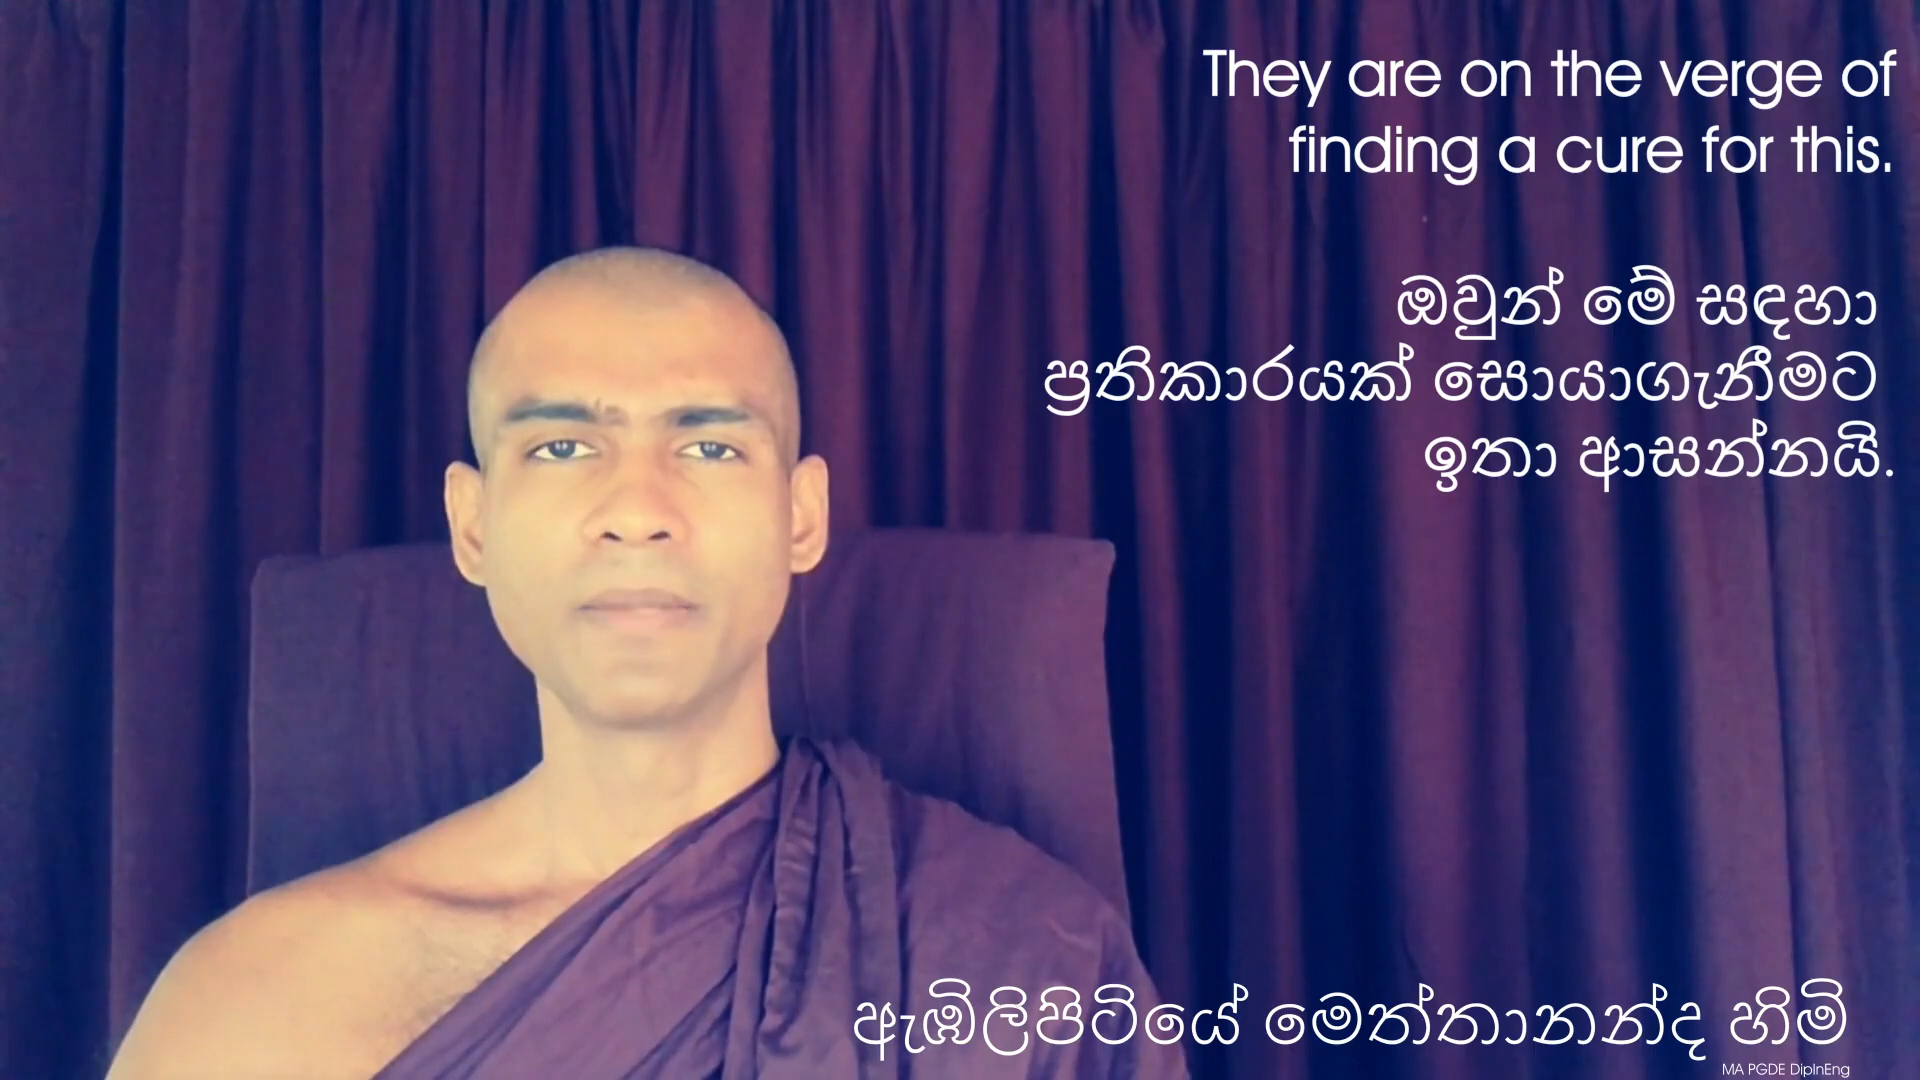 They are on the verge of
finding a cure for this.
ඔවුන් මේ සඳහා
ප්‍රතිකාරයක් සොයාගැනීමට
ඉතා ආසන්නයි.
ඇඹිලිපිටියේ මෙත්තානන්ද හිමි
MA PGDE DipInEng